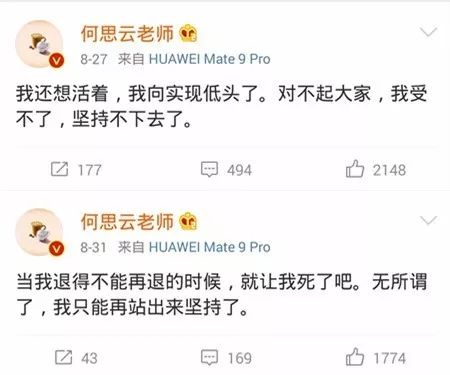 何思云老师
8-27 来自 HUAWEI Mate 9 Pro
我还想活着，我向实现低头了。对不起大家，我受
不了，坚持不下去了。
177 494 2148
何思云老师
8-31 来自 HUAWEI Mate 9 Pro
当我退得不能再退的时候，就让我死了吧。无所谓
了，我只能再站出来坚持了。
43 169 1774